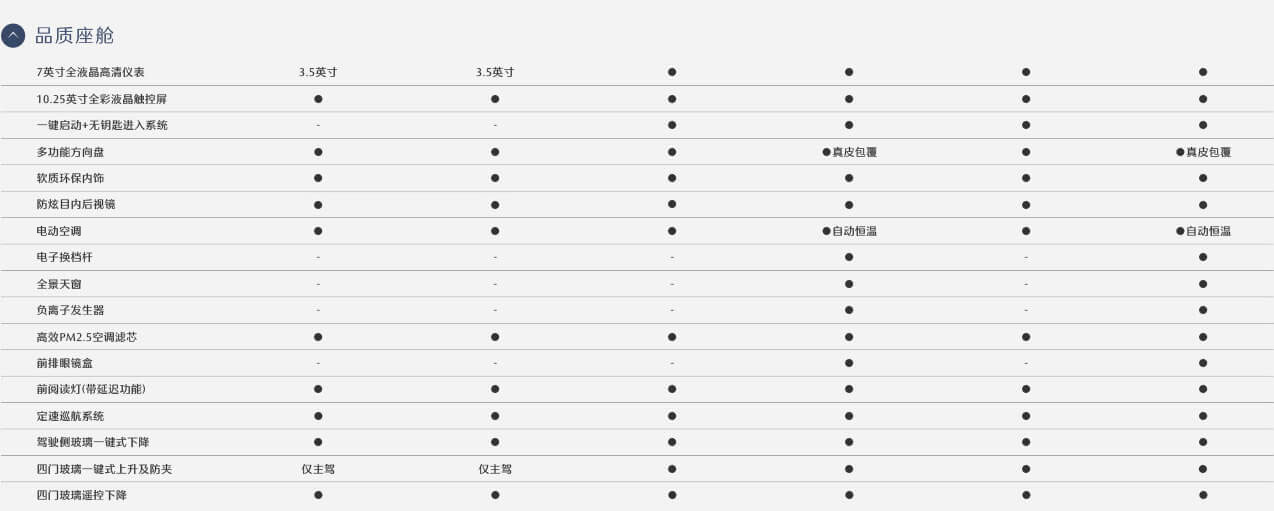 品质座舱
7英寸全液晶高清仪表 3.5英寸 3.5英寸 ● ● ● ●
10.25英寸全彩液晶触控屏 ● ● ● ● ● ●
一键启动+无钥匙进入系统 - - ● ● ● ●
多功能方向盘 ● ● ● ●真皮包覆 ● ●真皮包覆
软质环保内饰 ● ● ● ● ● ●
防炫目内后视镜 ● ● ● ● ● ●
电动空调 ● ● ● ●自动恒温 ● ●自动恒温
电子换档杆 - - - ● - ●
全景天窗 - - - ● - ●
负离子发生器 - - - ● - ●
高效PM2.5空调滤芯 ● ● ● ● ● ●
前排眼镜盒 - - - ● - ●
前阅读灯(带延迟功能) ● ● ● ● ● ●
定速巡航系统 ● ● ● ● ● ●
驾驶侧玻璃一键式下降 ● ● ● ● ● ●
四门玻璃一键式上升及防夹 仅主驾 仅主驾 ● ● ● ●
四门玻璃遥控下降 ● ● ● ● ● ●